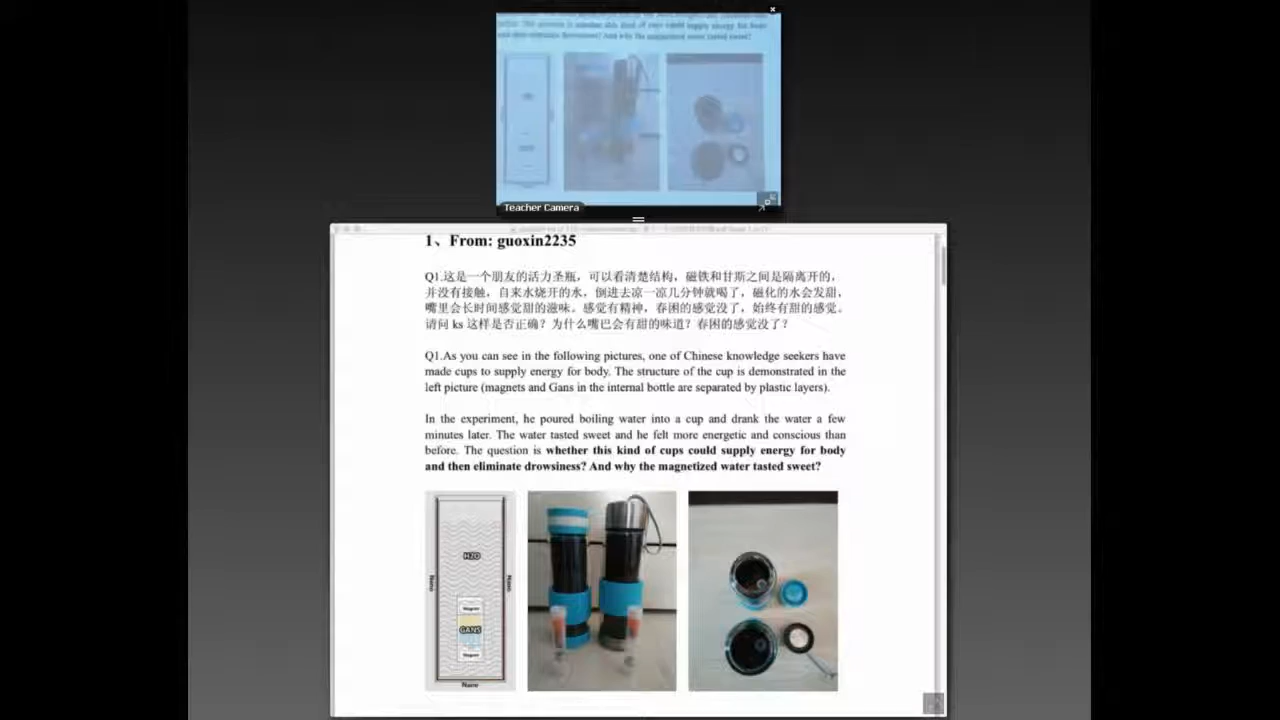 and then eliminate drowsiness? And why the magnetized water tasted sweet?
Teacher Camera
1、From: guoxin2235
Q1.这是一个朋友的活力圣瓶，可以看清楚结构，磁铁和甘斯之间是隔离开的，
并没有接触，自来水烧开的水，倒进去凉一凉几分钟就喝了，磁化的水会发甜，
嘴里会长时间感觉甜的滋味。感觉有精神，春困的感觉没了，始终有甜的感觉。
请问 ks 这样是否正确？为什么嘴巴会有甜的味道？春困的感觉没了？
Q1.As you can see in the following pictures, one of Chinese knowledge seekers have
made cups to supply energy for body. The structure of the cup is demonstrated in the
left picture (magnets and Gans in the internal bottle are separated by plastic layers).
In the experiment, he poured boiling water into a cup and drank the water a few
minutes later. The water tasted sweet and he felt more energetic and conscious than
before. The question is whether this kind of cups could supply energy for body
and then eliminate drowsiness? And why the magnetized water tasted sweet?
H2O
Nano
Nano
Magnet
GANS
Magnet
Nano